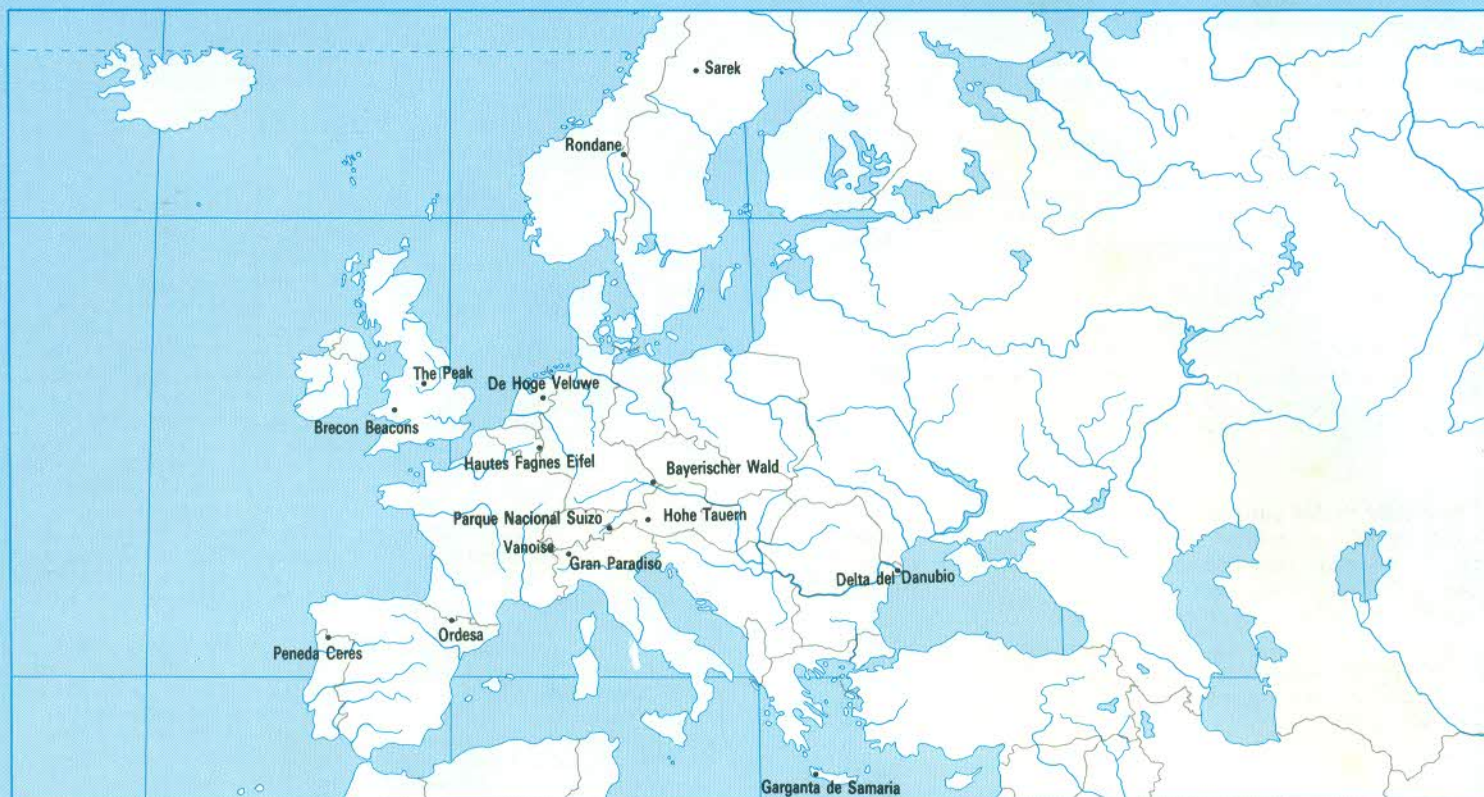 Sarek
Rondane
The Peak
De Hoge Veluwe
Brecon Beacons
Hautes Fagnes Eifel
Bayerischer Wald
Parque Nacional Suizo
Hohe Tauern
Vanoise
Gran Paradiso
Delta del Danubio
Ordesa
Peneda Ceres
Garganta de Samaria